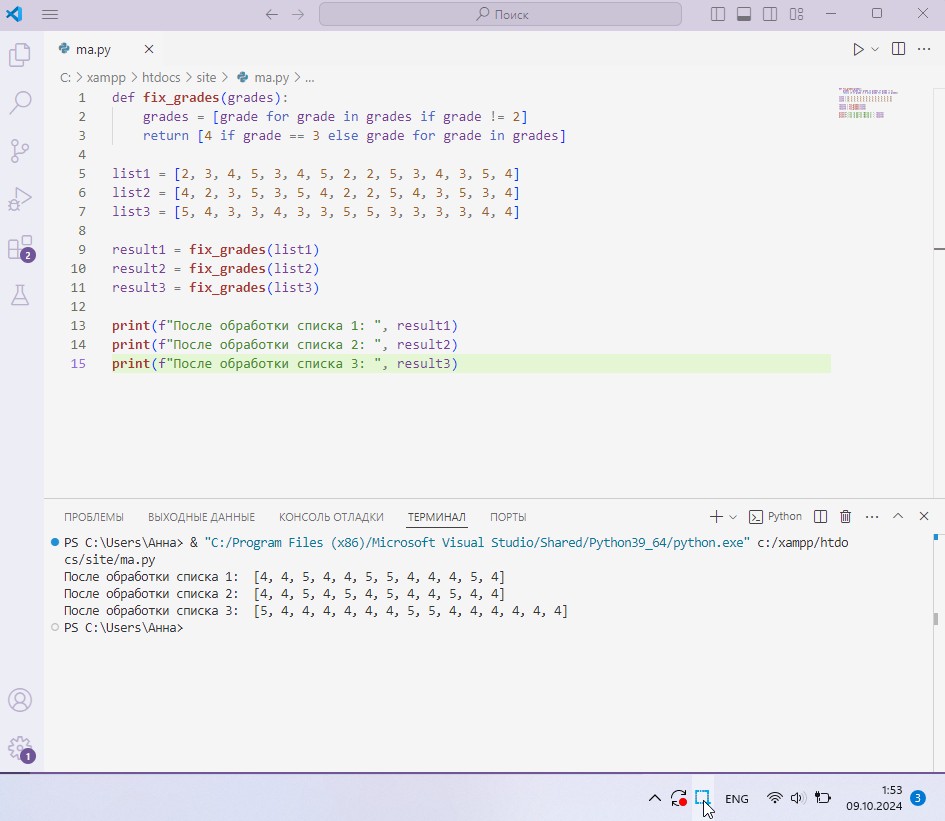 Поиск
ma.py
C: > xampp > htdocs > site > ma.py > ...
1 def fix_grades(grades):
2 grades = [grade for grade in grades if grade != 2]
3 return [4 if grade == 3 else grade for grade in grades]
4
5 list1 = [2, 3, 4, 5, 3, 4, 5, 2, 2, 5, 3, 4, 3, 5, 4]
6 list2 = [4, 2, 3, 5, 3, 5, 4, 2, 2, 5, 4, 3, 5, 3, 4]
7 list3 = [5, 4, 3, 3, 4, 3, 3, 5, 5, 3, 3, 3, 3, 4, 4]
8
9 result1 = fix_grades(list1)
10 result2 = fix_grades(list2)
11 result3 = fix_grades(list3)
12
13 print(f"После обработки списка 1: ", result1)
14 print(f"После обработки списка 2: ", result2)
15 print(f"После обработки списка 3: ", result3)
2
ПРОБЛЕМЫ ВЫХОДНЫЕ ДАННЫЕ КОНСОЛЬ ОТЛАДКИ ТЕРМИНАЛ ПОРТЫ Python
PS C:\Users\Анна> & "C:/Program Files (x86)/Microsoft Visual Studio/Shared/Python39_64/python.exe" c:/xampp/htdo
cs/site/ma.py
После обработки списка 1:  [4, 4, 5, 4, 4, 5, 5, 4, 4, 4, 5, 4]
После обработки списка 2:  [4, 4, 5, 4, 5, 4, 5, 4, 4, 5, 4, 4]
После обработки списка 3:  [5, 4, 4, 4, 4, 4, 4, 5, 5, 4, 4, 4, 4, 4, 4]
PS C:\Users\Анна>
1
ENG
1:53
09.10.2024
3